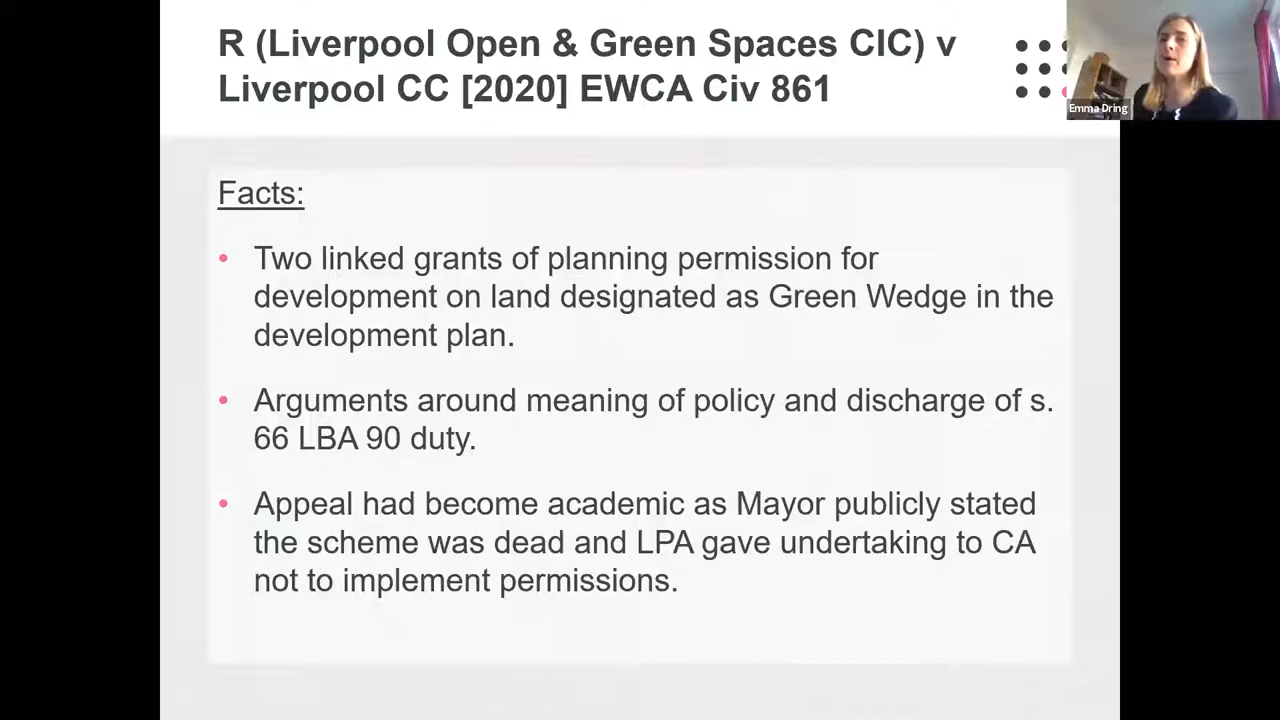 R (Liverpool Open & Green Spaces CIC) v
Liverpool CC [2020] EWCA Civ 861
Emma Dring
Facts:
• Two linked grants of planning permission for
development on land designated as Green Wedge in the
development plan.
• Arguments around meaning of policy and discharge of s.
66 LBA 90 duty.
• Appeal had become academic as Mayor publicly stated
the scheme was dead and LPA gave undertaking to CA
not to implement permissions.